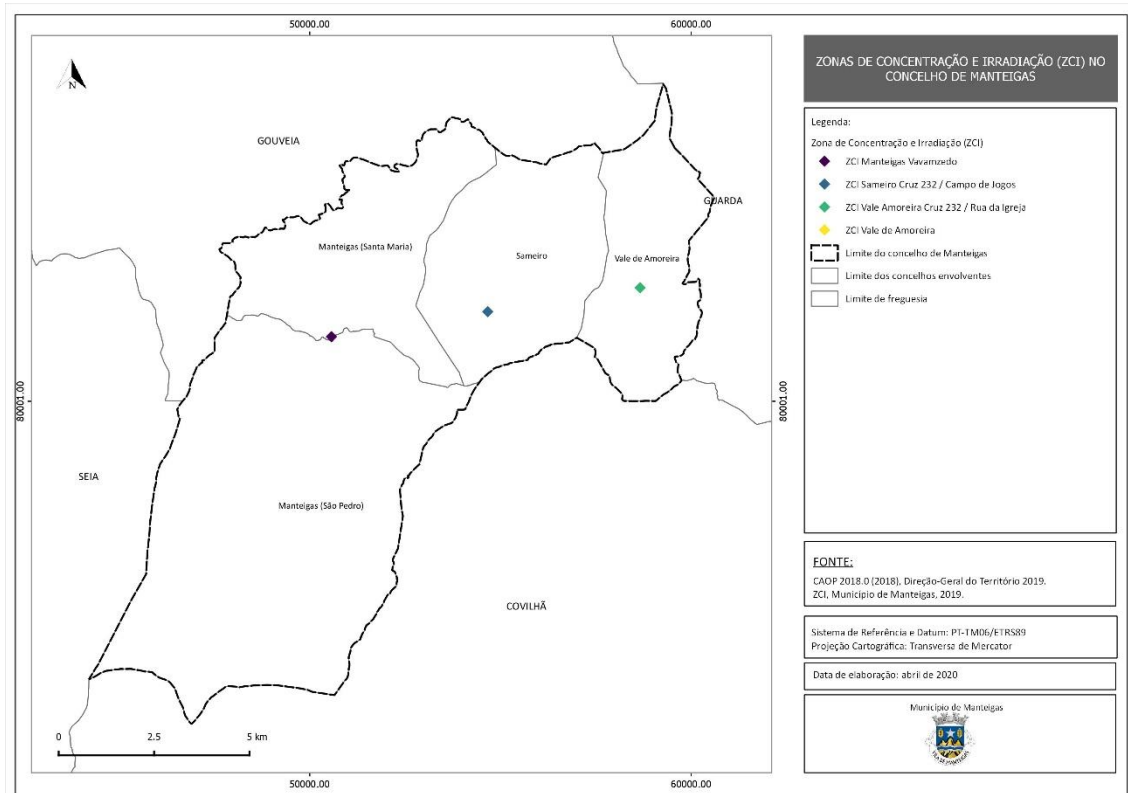 50000.00
60000.00
N
GOUVEIA
GUARDA
Manteigas (Santa Maria)
Sameiro
Vale de Amoreira
80001.00
80001.00
SEIA
Manteigas (São Pedro)
COVILHÃ
0
2.5
5 km
50000.00
60000.00
ZONAS DE CONCENTRAÇÃO E IRRADIAÇÃO (ZCI) NO
CONCELHO DE MANTEIGAS
Legenda:
Zona de Concentração e Irradiação (ZCI)
ZCI Manteigas Vavamzedo
ZCI Sameiro Cruz 232 / Campo de Jogos
ZCI Vale Amoreira Cruz 232 / Rua da Igreja
ZCI Vale de Amoreira
Limite do concelho de Manteigas
Limite dos concelhos envolventes
Limite de freguesia
FONTE:
CAOP 2018.0 (2018), Direção-Geral do Território 2019.
ZCI, Município de Manteigas, 2019.
Sistema de Referência e Datum: PT-TM06/ETRS89
Projeção Cartográfica: Transversa de Mercator
Data de elaboração: abril de 2020
Município de Manteigas
VILA DE MANTEIGAS